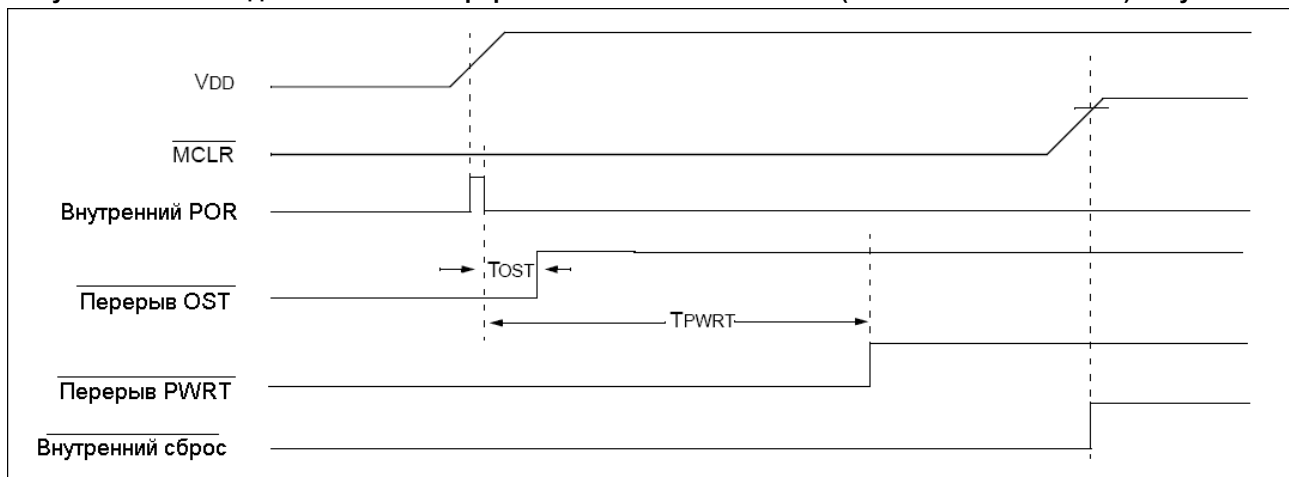 VDD
MCLR
Внутренний POR
TOST
Перерыв OST
TPWRT
Перерыв PWRT
Внутренний сброс